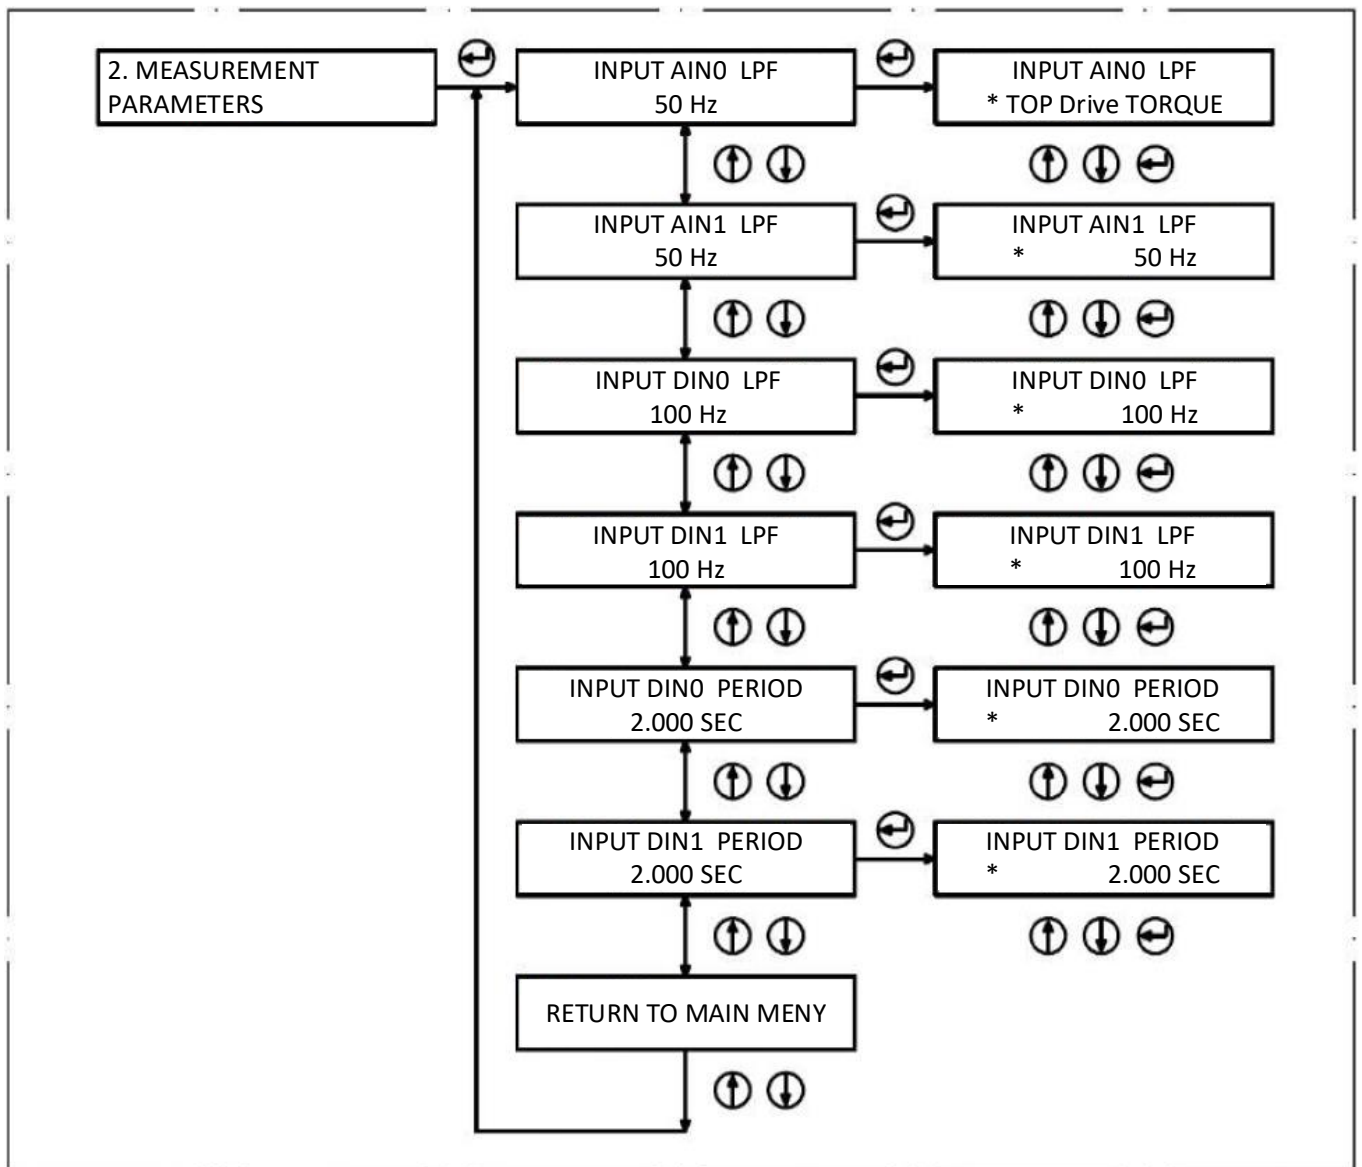 2. MEASUREMENT
PARAMETERS
INPUT AIN0 LPF
50 Hz
INPUT AIN0 LPF
* TOP Drive TORQUE
INPUT AIN1 LPF
50 Hz
INPUT AIN1 LPF
* 50 Hz
INPUT DIN0 LPF
100 Hz
INPUT DIN0 LPF
* 100 Hz
INPUT DIN1 LPF
100 Hz
INPUT DIN1 LPF
* 100 Hz
INPUT DIN0 PERIOD
2.000 SEC
INPUT DIN0 PERIOD
* 2.000 SEC
INPUT DIN1 PERIOD
2.000 SEC
INPUT DIN1 PERIOD
* 2.000 SEC
RETURN TO MAIN MENY